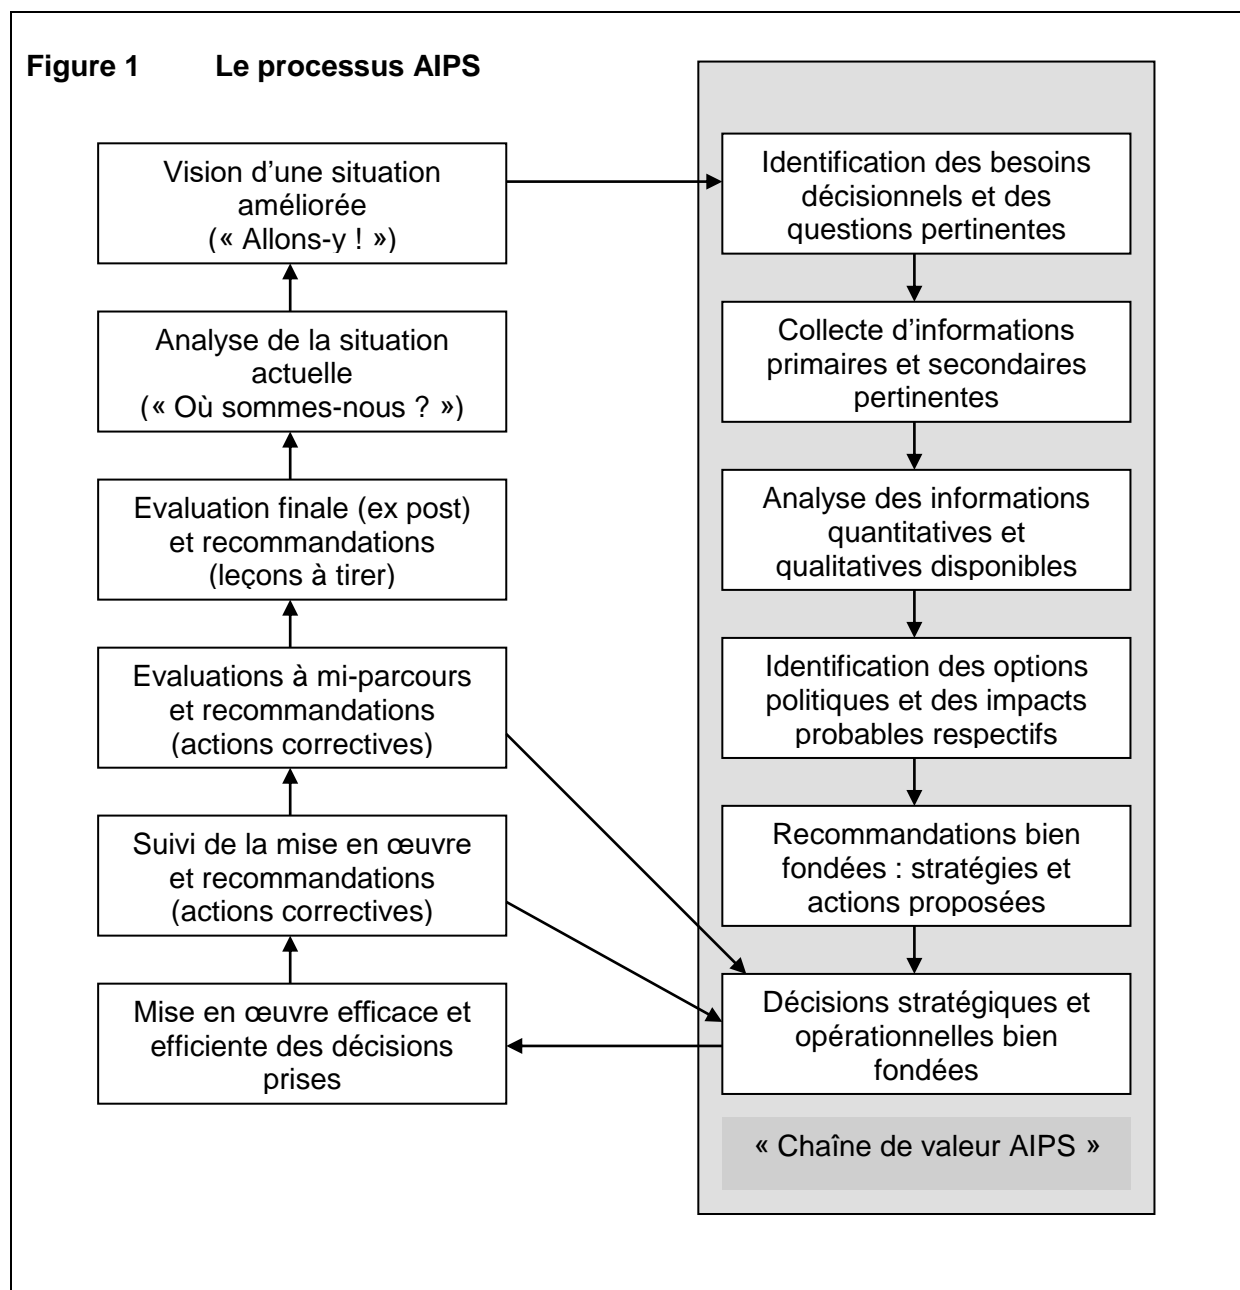 Figure 1 Le processus AIPS
Vision d’une situation
améliorée
(« Allons-y ! »)
Analyse de la situation
actuelle
(« Où sommes-nous ? »)
Evaluation finale (ex post)
et recommandations
(leçons à tirer)
Evaluations à mi-parcours
et recommandations
(actions correctives)
Suivi de la mise en œuvre
et recommandations
(actions correctives)
Mise en œuvre efficace et
efficiente des décisions
prises
Identification des besoins
décisionnels et des
questions pertinentes
Collecte d’informations
primaires et secondaires
pertinentes
Analyse des informations
quantitatives et
qualitatives disponibles
Identification des options
politiques et des impacts
probables respectifs
Recommandations bien
fondées : stratégies et
actions proposées
Décisions stratégiques et
opérationnelles bien
fondées
« Chaîne de valeur AIPS »